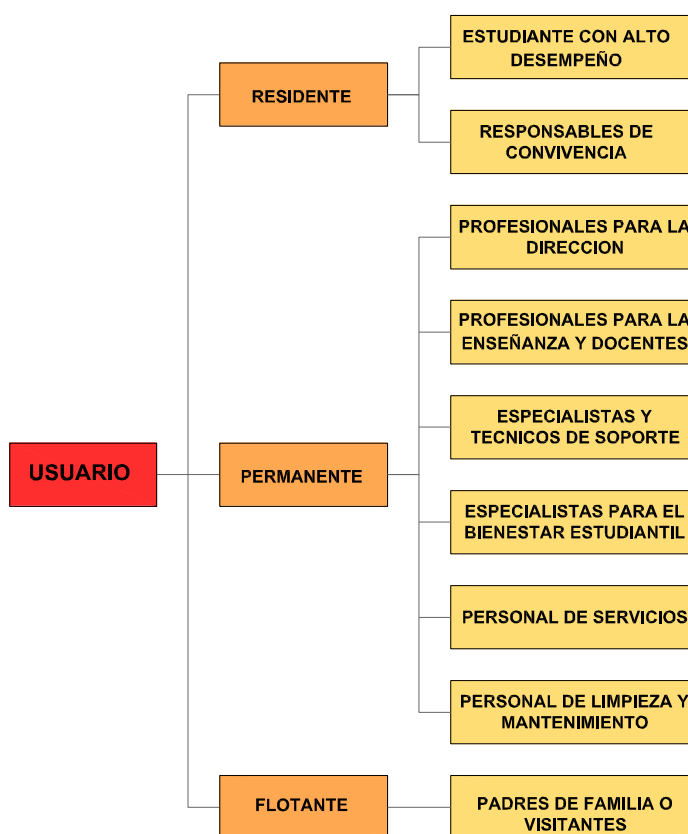 ESTUDIANTE CON ALTO
DESEMPEÑO
RESIDENTE
RESPONSABLES DE
CONVIVENCIA
PROFESIONALES PARA LA
DIRECCION
PROFESIONALES PARA LA
ENSEÑANZA Y DOCENTES
ESPECIALISTAS Y
TECNICOS DE SOPORTE
USUARIO
PERMANENTE
ESPECIALISTAS PARA EL
BIENESTAR ESTUDIANTIL
PERSONAL DE SERVICIOS
PERSONAL DE LIMPIEZA Y
MANTENIMIENTO
FLOTANTE
PADRES DE FAMILIA O
VISITANTES